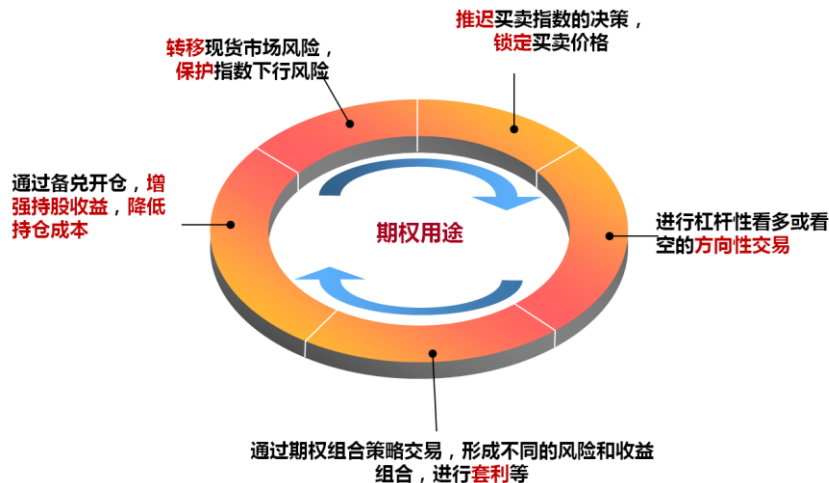 推迟买卖指数的决策，
锁定买卖价格
转移现货市场风险，
保护指数下行风险
通过备兑开仓，增
强持股收益，降低
持仓成本
期权用途
进行杠杆性看多或看
空的方向性交易
通过期权组合策略交易，形成不同的风险和收益
组合，进行套利等